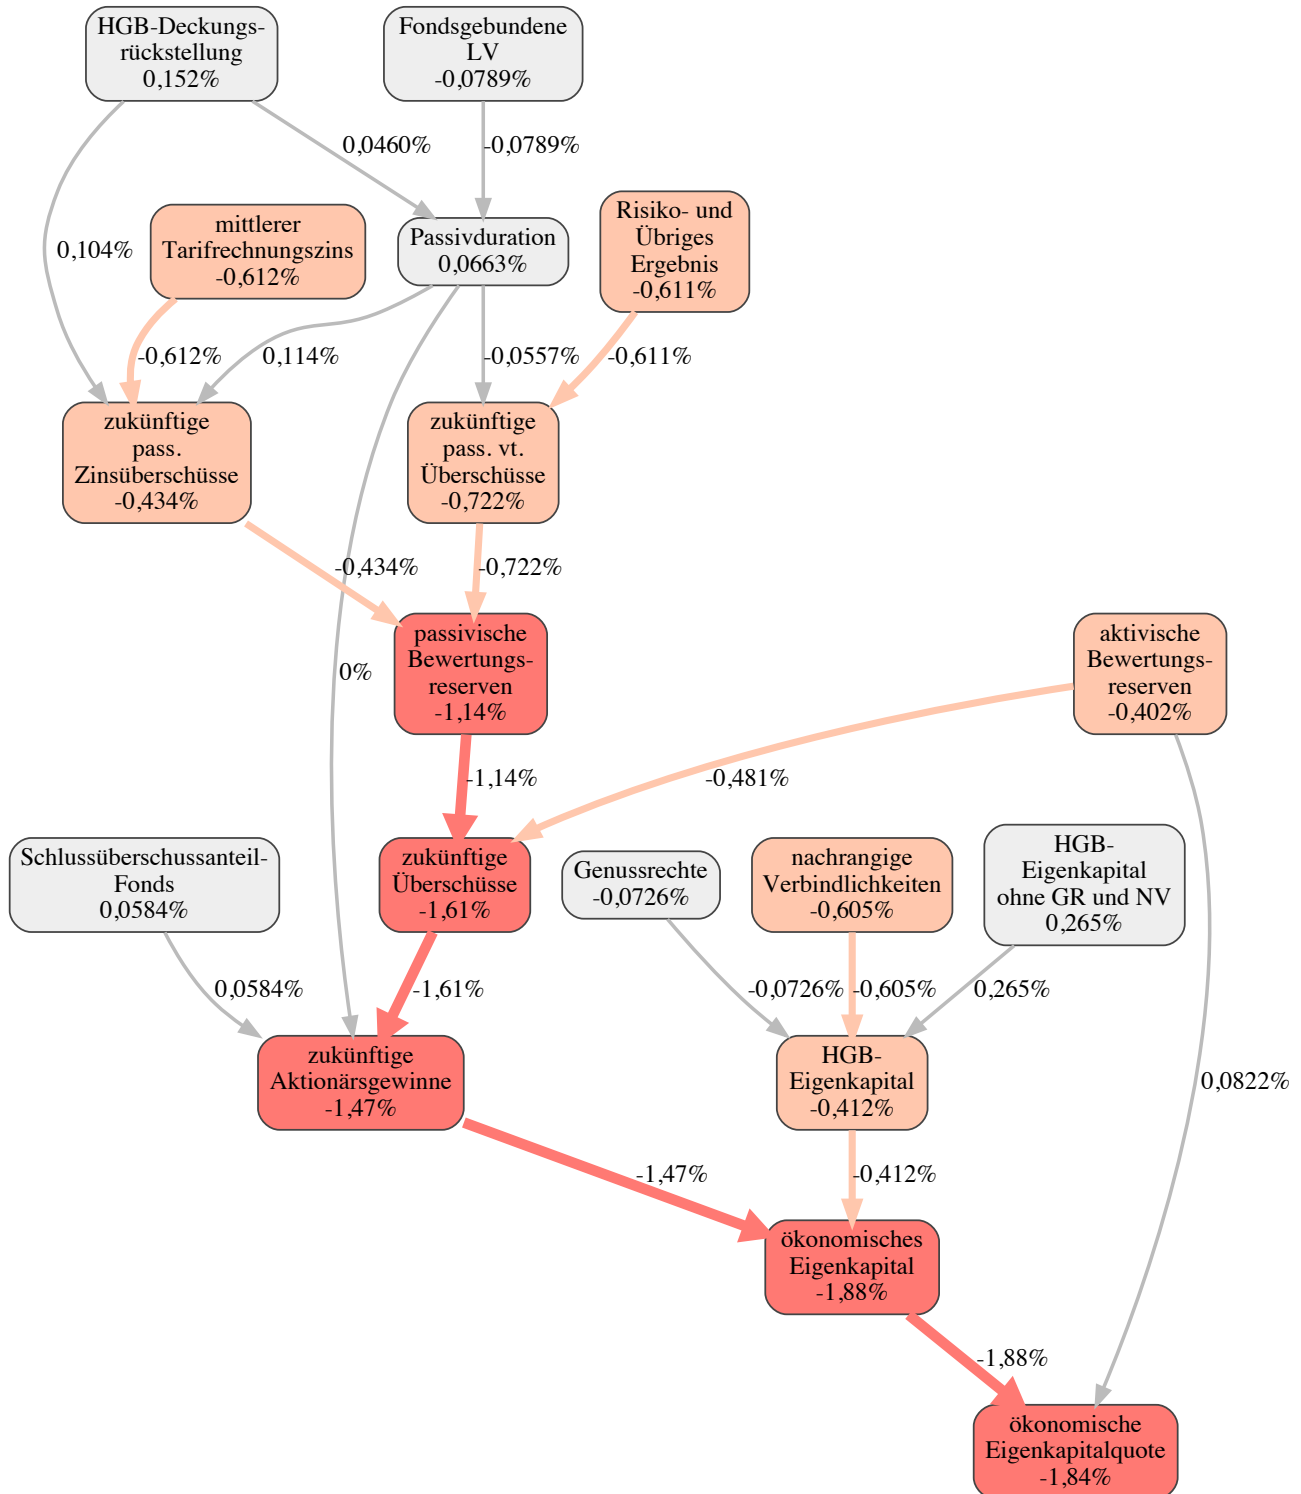 HGB-Deckungs-
rückstellung
0,152%
Fondsgebundene
LV
-0,0789%
0,0460%
-0,0789%
mittlerer
Tarifrechnungszins
-0,612%
Passivduration
0,0663%
Risiko- und
Übriges
Ergebnis
-0,611%
0,104%
-0,612%
0,114%
-0,0557%
-0,611%
zukünftige
pass.
Zinsüberschüsse
-0,434%
zukünftige
pass. vt.
Überschüsse
-0,722%
-0,434%
-0,722%
passivische
Bewertungs-
reserven
-1,14%
aktivische
Bewertungs-
reserven
-0,402%
0%
-1,14%
-0,481%
Schlussüberschussanteil-
Fonds
0,0584%
zukünftige
Überschüsse
-1,61%
Genussrechte
-0,0726%
nachrangige
Verbindlichkeiten
-0,605%
HGB-
Eigenkapital
ohne GR und NV
0,265%
0,0584%
-1,61%
-0,0726%
-0,605%
0,265%
zukünftige
Aktionärsgewinne
-1,47%
HGB-
Eigenkapital
-0,412%
0,0822%
-1,47%
-0,412%
ökonomisches
Eigenkapital
-1,88%
-1,88%
ökonomische
Eigenkapitalquote
-1,84%